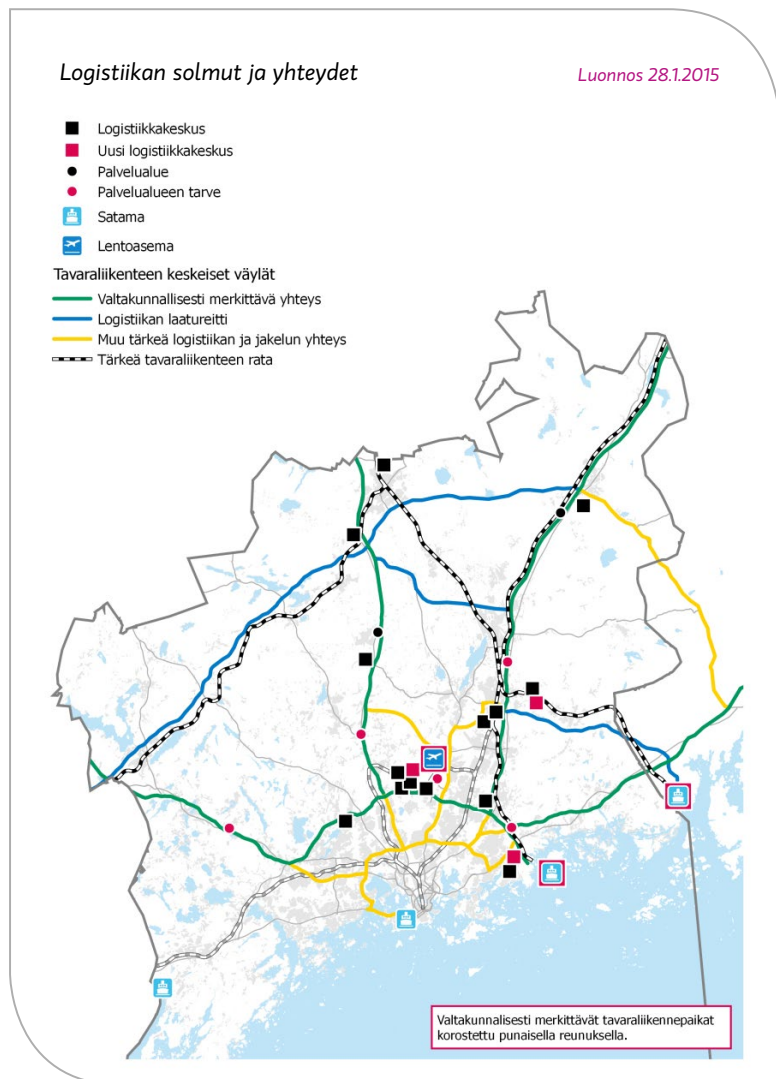 Logistiikan solmut ja yhteydet
Luonnos 28.1.2015
Logistiikkakeskus
Uusi logistiikkakeskus
Palvelualue
Palvelualueen tarve
Satama
Lentoasema
Tavaraliikenteen keskeiset väylät
Valtakunnallisesti merkittävä yhteys
Logistiikan laatureitti
Muu tärkeä logistiikan ja jakelun yhteys
Tärkeä tavaraliikenteen rata
Valtakunnalisesti merkittävät tavaraliikennepaikat
korostettu punaisella reunuksella.